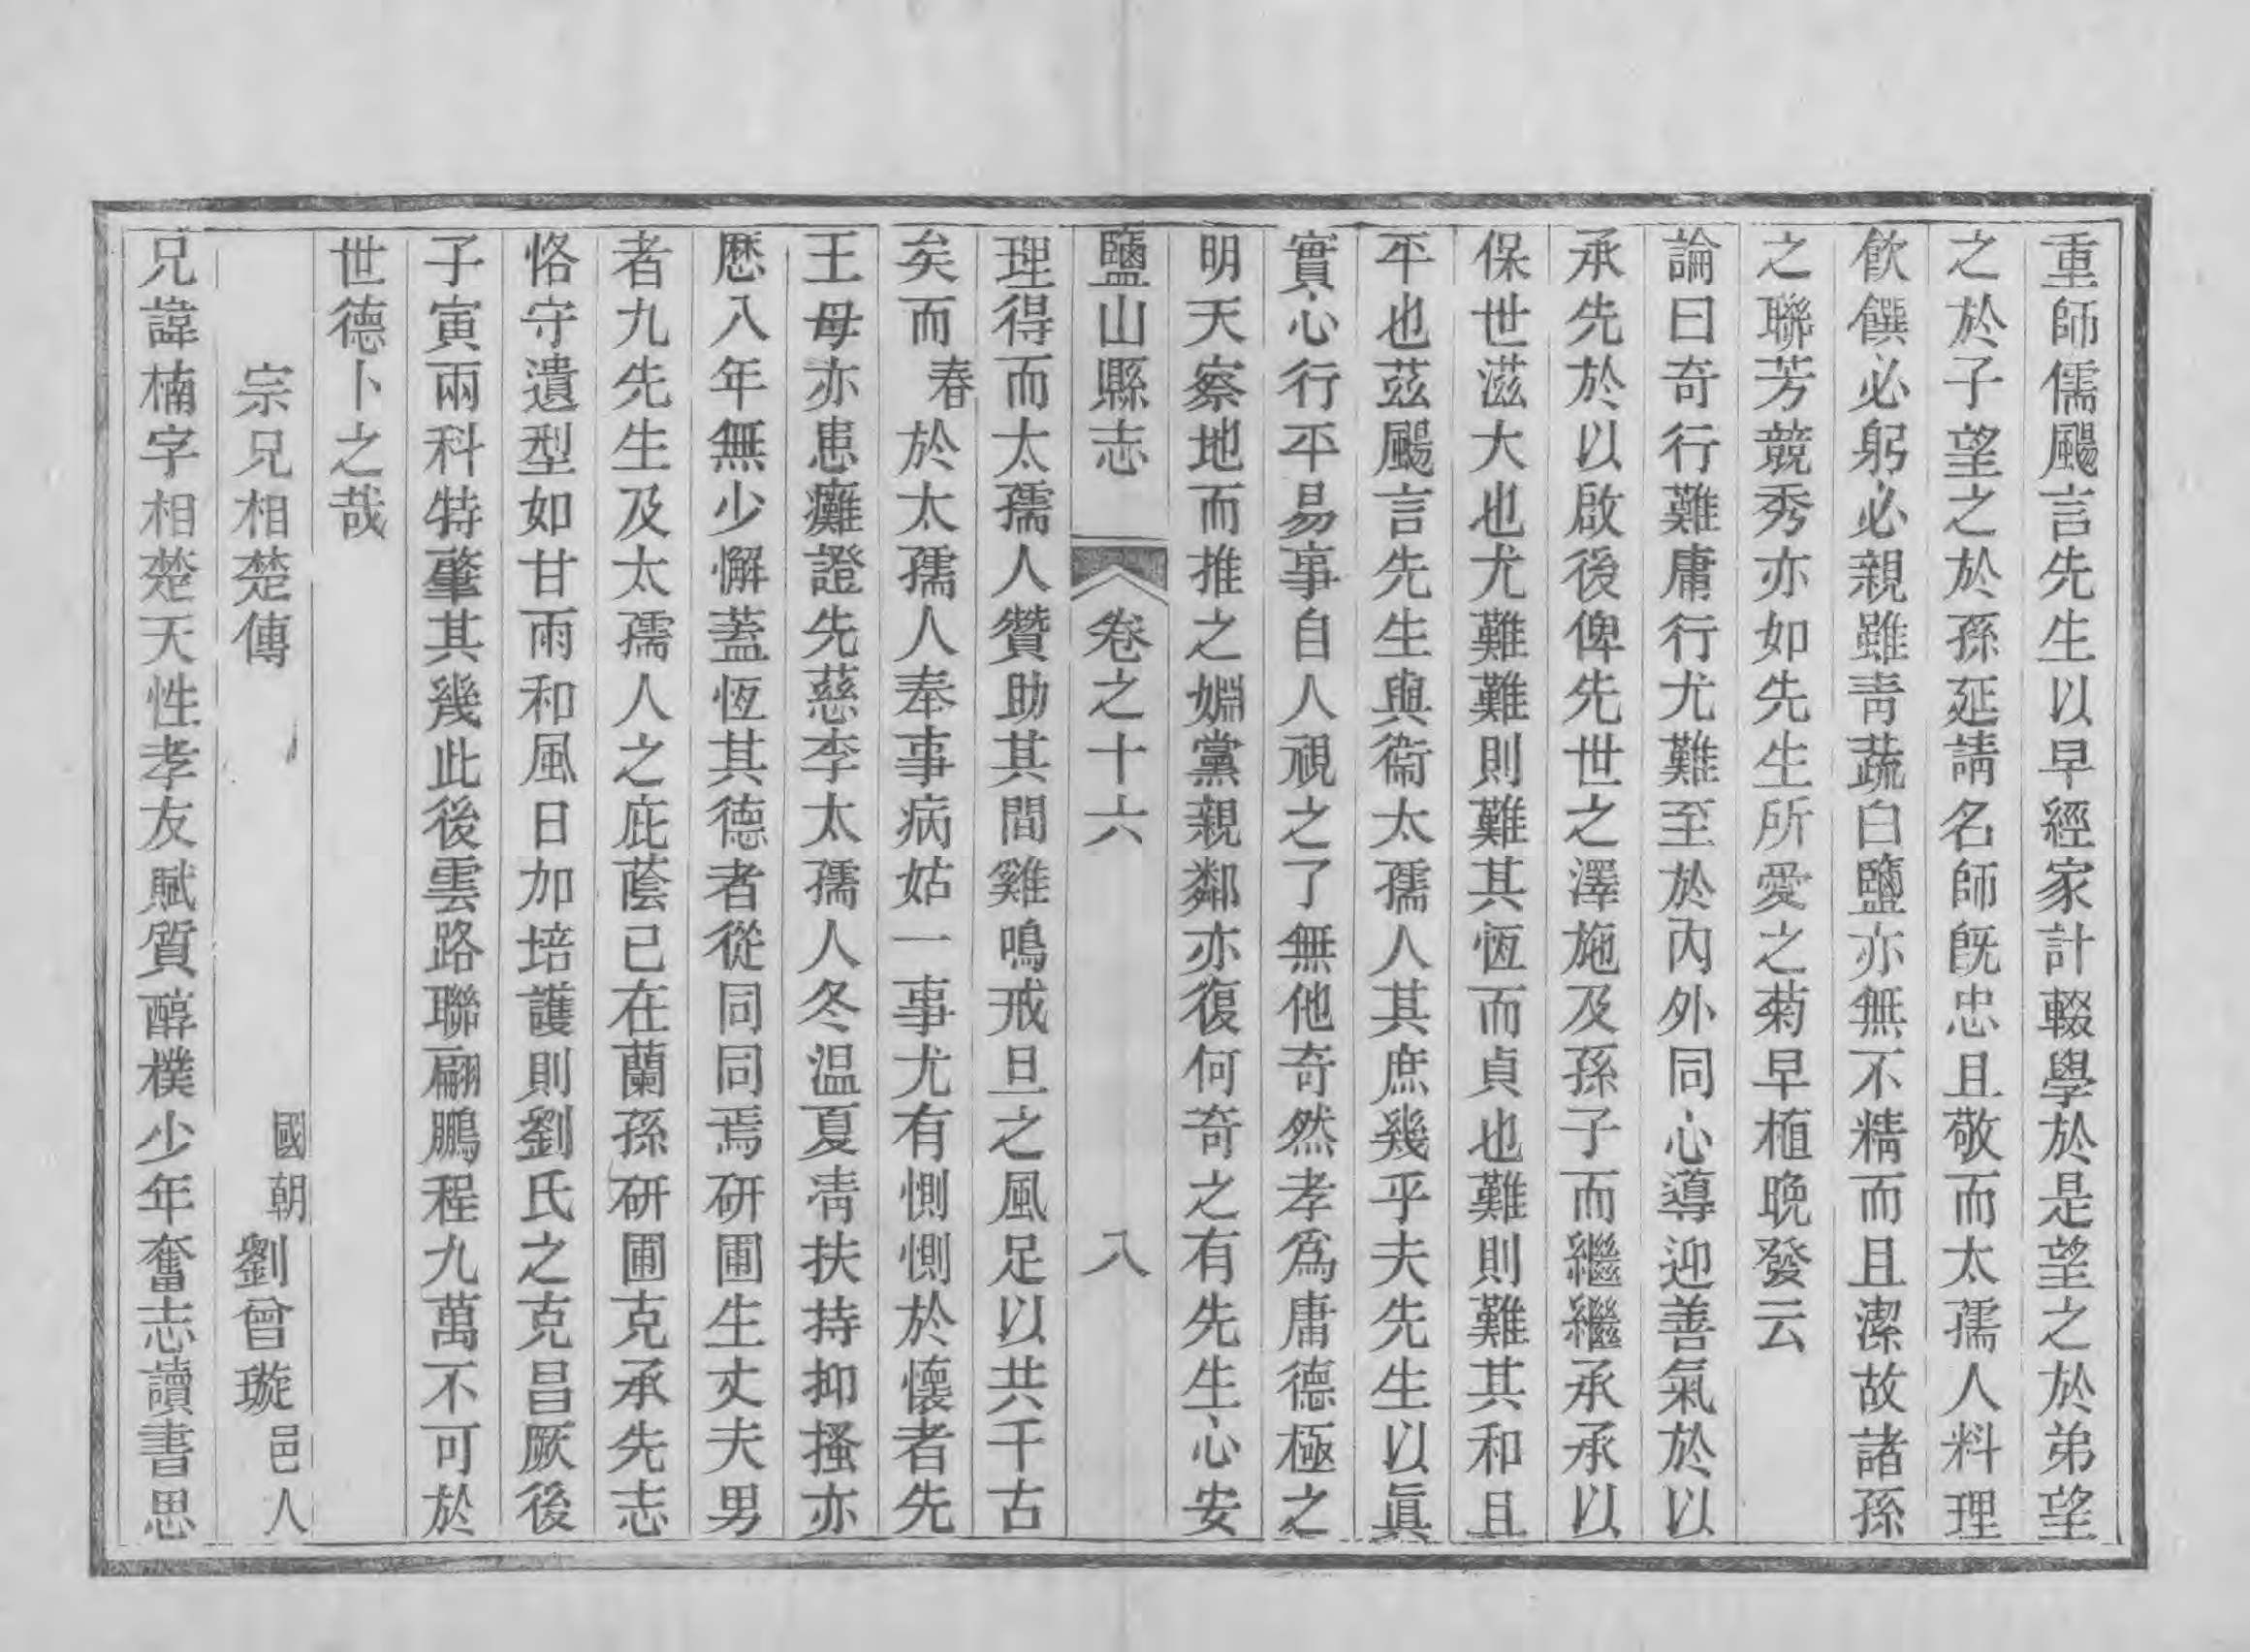 重師儒颺言先生以早經家計輟學於是望之於弟望
之於子望之於孫延請名師旣忠且敬而太孺人料理
飮饌必躬必親雖靑蔬白鹽亦無不精而且潔故諸孫
之聯芳競秀亦如先生所愛之菊早植晚發云
論曰奇行難庸行尤難至於內外同心導迎善氣於以
承先於以啟後俾先世之澤施及孫子而繼繼承承以
保世滋大也尤難難則難其恆而貞也難則難其和且
平也茲颺言先生與衞太孺人其庶幾乎夫先生以眞
實心行平易事自人視之了無他奇然孝爲庸德極之
明天察地而推之婣黨親鄰亦復何奇之有先生心安
鹽山縣志 卷之十六 八
理得而太孺人贊助其間雞鳴戒旦之風足以共千古
矣而春於太孺人奉事病姑一事尤有惻惻於懷者先
王母亦患癱證先慈李太孺人冬温夏凊扶持抑搔亦
歷八年無少懈蓋恆其德者從同同焉研圃生丈夫男
者九先生及太孺人之庇蔭已在蘭孫研圃克承先志
恪守遺型如甘雨和風日加培護則劉氏之克昌厥後
子寅兩科特肇其幾此後雲路聯翩鵬程九萬不可於
世德卜之哉
宗兄相楚傳 國朝劉曾璇邑人
兄諱楠字相楚天性孝友賦質醇樸少年奮志讀書思